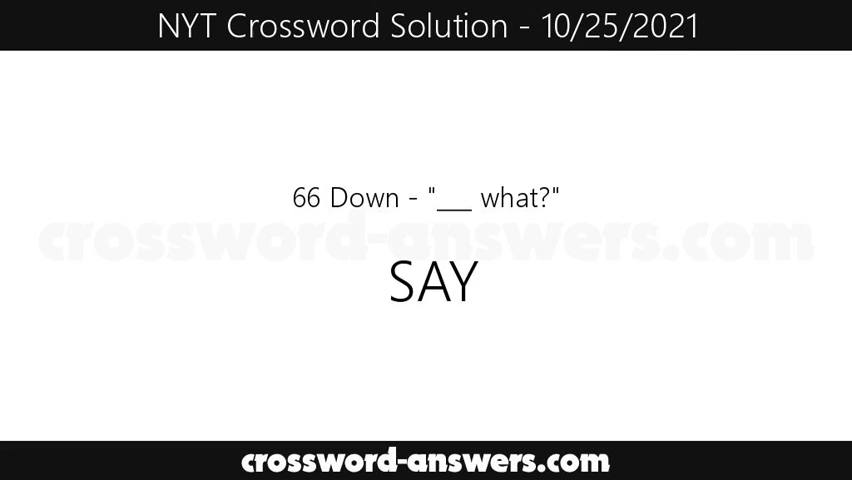 NYT Crossword Solution - 10/25/2021
66 Down - "___ what?"
crossword-answers.com
SAY
crossword-answers.com